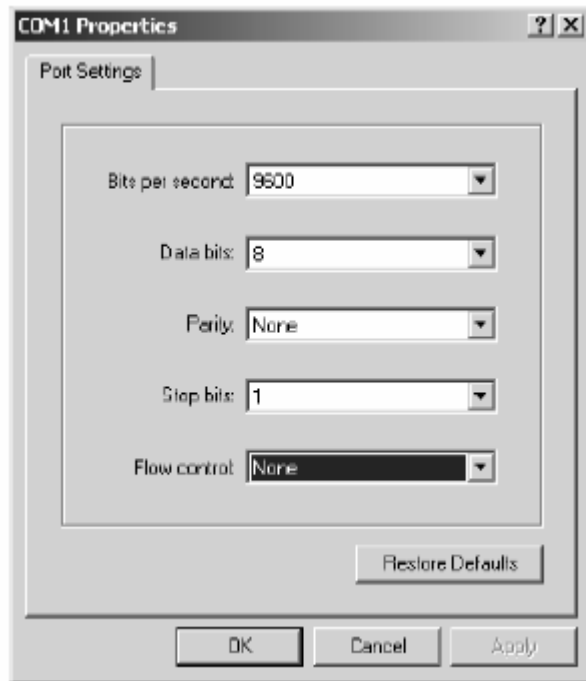 COM1 Properties
Port Settings
Bits per second: 9600
Data bits: 8
Parity: None
Stop bits: 1
Flow control: None
Restore Defaults
OK Cancel Apply